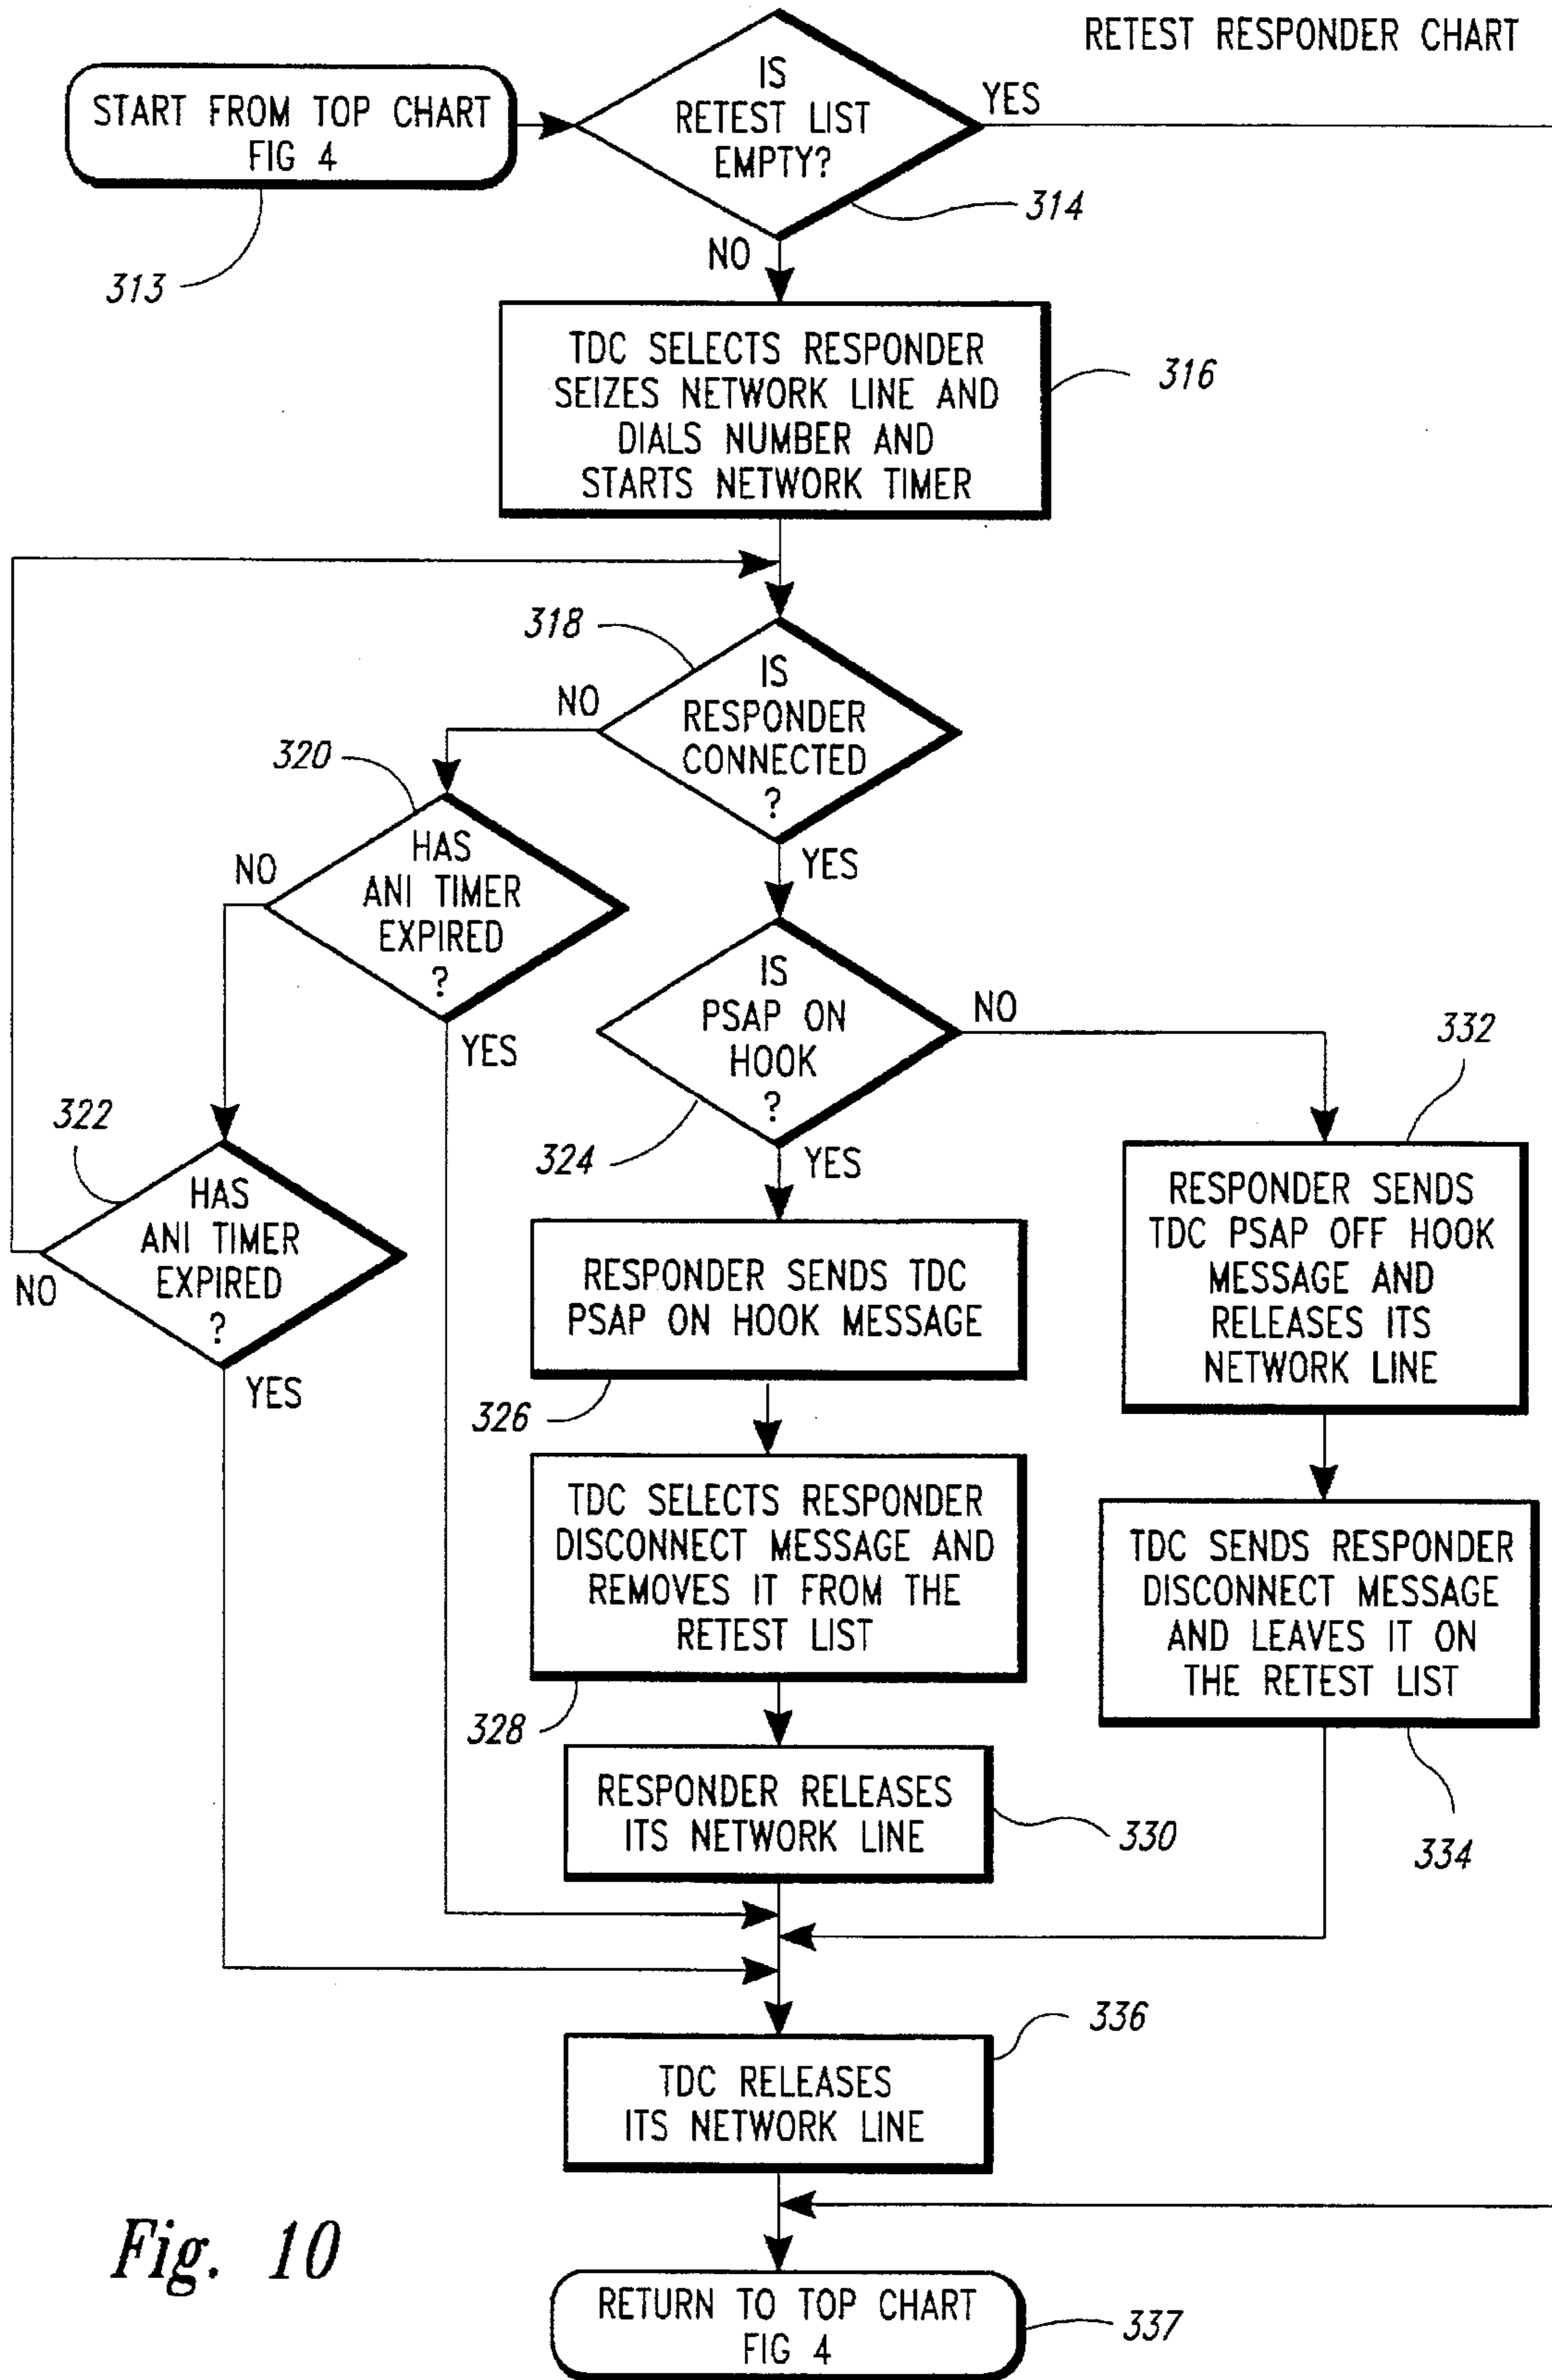 RETEST RESPONDER CHART
START FROM TOP CHART
FIG 4
313
IS
RETEST LIST
EMPTY?
YES
314
NO
TDC SELECTS RESPONDER
SEIZES NETWORK LINE AND
DIALS NUMBER AND
STARTS NETWORK TIMER
316
318
IS
RESPONDER
CONNECTED
?
NO
YES
320
HAS
ANI TIMER
EXPIRED
?
NO
YES
IS
PSAP ON
HOOK
?
NO
324
YES
322
HAS
ANI TIMER
EXPIRED
?
NO
YES
332
RESPONDER SENDS
TDC PSAP OFF HOOK
MESSAGE AND
RELEASES ITS
NETWORK LINE
RESPONDER SENDS TDC
PSAP ON HOOK MESSAGE
326
TDC SELECTS RESPONDER
DISCONNECT MESSAGE AND
REMOVES IT FROM THE
RETEST LIST
328
TDC SENDS RESPONDER
DISCONNECT MESSAGE
AND LEAVES IT ON
THE RETEST LIST
334
RESPONDER RELEASES
ITS NETWORK LINE
330
336
TDC RELEASES
ITS NETWORK LINE
Fig. 10
RETURN TO TOP CHART
FIG 4
337